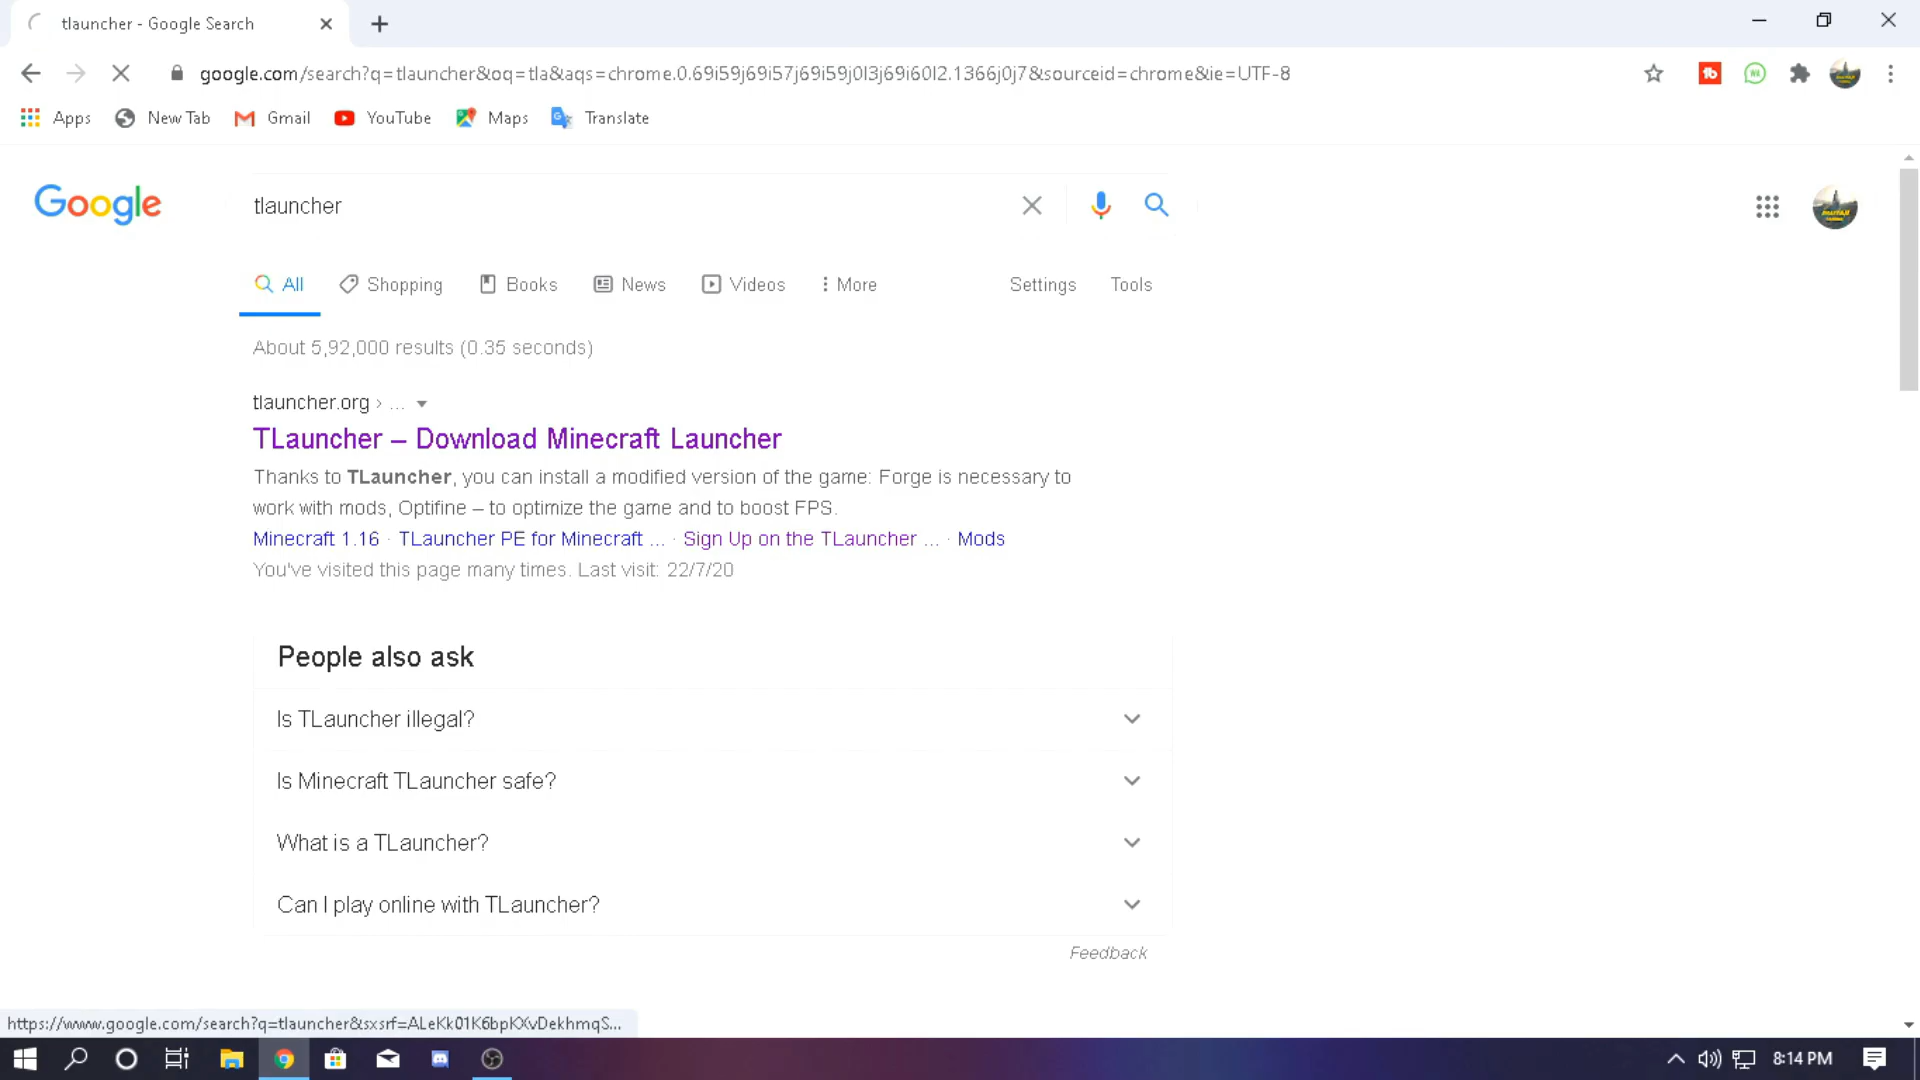 tlauncher - Google Search
google.com/search?q=tlauncher&oq=tla&aqs=chrome.0.69i59j69i57j69i59j0l3j69i60l2.1366j0j7&sourceid=chrome&ie=UTF-8
Apps New Tab Gmail YouTube Maps Translate
Google tlauncher
All Shopping Books News Videos More Settings Tools
About 5,92,000 results (0.35 seconds)
tlauncher.org › ...
TLauncher – Download Minecraft Launcher
Thanks to TLauncher, you can install a modified version of the game: Forge is necessary to
work with mods, Optifine – to optimize the game and to boost FPS.
Minecraft 1.16 · TLauncher PE for Minecraft ... · Sign Up on the TLauncher ... · Mods
You've visited this page many times. Last visit: 22/7/20
People also ask
Is TLauncher illegal?
Is Minecraft TLauncher safe?
What is a TLauncher?
Can I play online with TLauncher?
Feedback
https://www.google.com/search?q=tlauncher&sxsrf=ALeKk01K6bpKXvDekhmqS...
8:14 PM